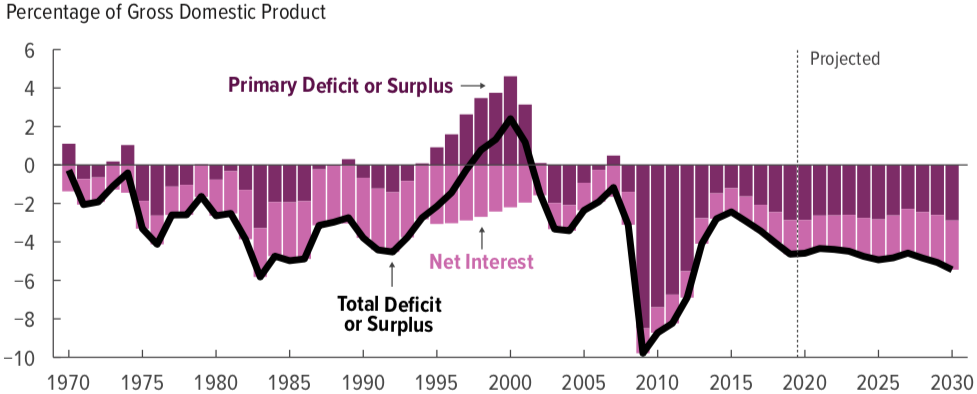 Percentage of Gross Domestic Product
6
4
2
0
−2
−4
−6
−8
−10
Projected
Primary Deficit or Surplus
Net Interest
Total Deficit
or Surplus
1970 1975 1980 1985 1990 1995 2000 2005 2010 2015 2020 2025 2030